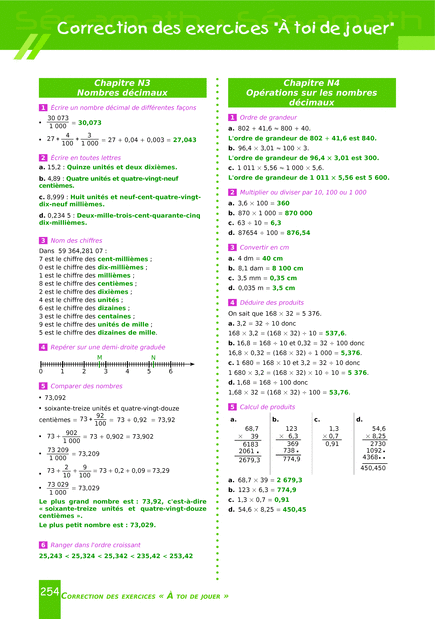 Correction des exercices "À toi de jouer"
Chapitre N3
Nombres décimaux
1 Écrire un nombre décimal de différentes façons
• 30 073 / 1 000 = 30,073
• 27 + 4/100 + 3/1 000 = 27 + 0,04 + 0,003 = 27,043
2 Écrire en toutes lettres
a. 15,2 : Quinze unités et deux dixièmes.
b. 4,89 : Quatre unités et quatre-vingt-neuf
centièmes.
c. 8,999 : Huit unités et neuf-cent-quatre-vingt-
dix-neuf millièmes.
d. 0,234 5 : Deux-mille-trois-cent-quarante-cinq
dix-millièmes.
3 Nom des chiffres
Dans 59 364,281 07 :
7 est le chiffre des cent-millièmes ;
0 est le chiffre des dix-millièmes ;
1 est le chiffre des millièmes ;
8 est le chiffre des centièmes ;
2 est le chiffre des dixièmes ;
4 est le chiffre des unités ;
6 est le chiffre des dizaines ;
3 est le chiffre des centaines ;
9 est le chiffre des unités de mille ;
5 est le chiffre des dizaines de mille.
4 Repérer sur une demi-droite graduée
M N
0 1 2 3 4 5 6
5 Comparer des nombres
• 73,092
• soixante-treize unités et quatre-vingt-douze
centièmes = 73 + 92/100 = 73 + 0,92 = 73,92
• 73 + 902/1 000 = 73 + 0,902 = 73,902
• 73 209/1 000 = 73,209
• 73 + 2/10 + 9/100 = 73 + 0,2 + 0,09 = 73,29
• 73 029/1 000 = 73,029
Le plus grand nombre est : 73,92, c'est-à-dire
« soixante-treize unités et quatre-vingt-douze
centièmes ».
Le plus petit nombre est : 73,029.
6 Ranger dans l'ordre croissant
25,243 < 25,324 < 25,342 < 235,42 < 253,42
Chapitre N4
Opérations sur les nombres
décimaux
1 Ordre de grandeur
a. 802 + 41,6 ≈ 800 + 40.
L'ordre de grandeur de 802 + 41,6 est 840.
b. 96,4 × 3,01 ≈ 100 × 3.
L'ordre de grandeur de 96,4 × 3,01 est 300.
c. 1 011 × 5,56 ≈ 1 000 × 5,6.
L'ordre de grandeur de 1 011 × 5,56 est 5 600.
2 Multiplier ou diviser par 10, 100 ou 1 000
a. 3,6 × 100 = 360
b. 870 × 1 000 = 870 000
c. 63 ÷ 10 = 6,3
d. 87654 ÷ 100 = 876,54
3 Convertir en cm
a. 4 dm = 40 cm
b. 8,1 dam = 8 100 cm
c. 3,5 mm = 0,35 cm
d. 0,035 m = 3,5 cm
4 Déduire des produits
On sait que 168 × 32 = 5 376.
a. 3,2 = 32 ÷ 10 donc
168 × 3,2 = (168 × 32) ÷ 10 = 537,6.
b. 16,8 = 168 ÷ 10 et 0,32 = 32 ÷ 100 donc
16,8 × 0,32 = (168 × 32) ÷ 1 000 = 5,376.
c. 1 680 = 168 × 10 et 3,2 = 32 ÷ 10 donc
1 680 × 3,2 = (168 × 32) × 10 ÷ 10 = 5 376.
d. 1,68 = 168 ÷ 100 donc
1,68 × 32 = (168 × 32) ÷ 100 = 53,76.
5 Calcul de produits
a. b. c. d.
68,7 123 1,3 54,6
× 39 × 6,3 × 0,7 × 8,25
6183 369 0,91 2730
2061 • 738 • 1092 •
2679,3 774,9 4368 • •
450,450
a. 68,7 × 39 = 2 679,3
b. 123 × 6,3 = 774,9
c. 1,3 × 0,7 = 0,91
d. 54,6 × 8,25 = 450,45
254 CORRECTION DES EXERCICES « À TOI DE JOUER »